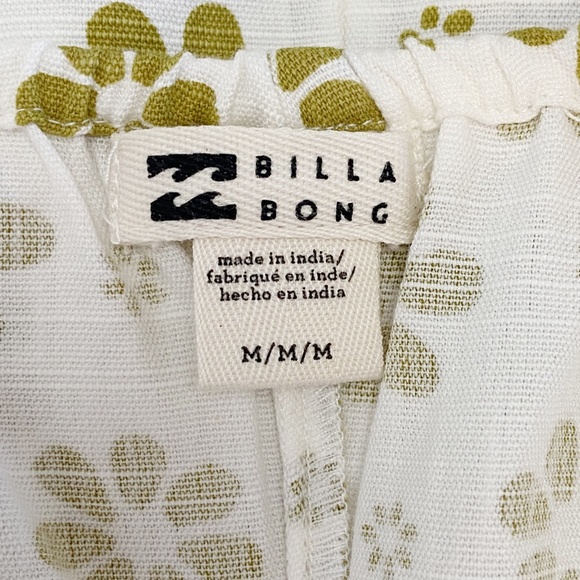 BILLA
BONG
made in india/
fabriqué en inde/
hecho en india
M/M/M